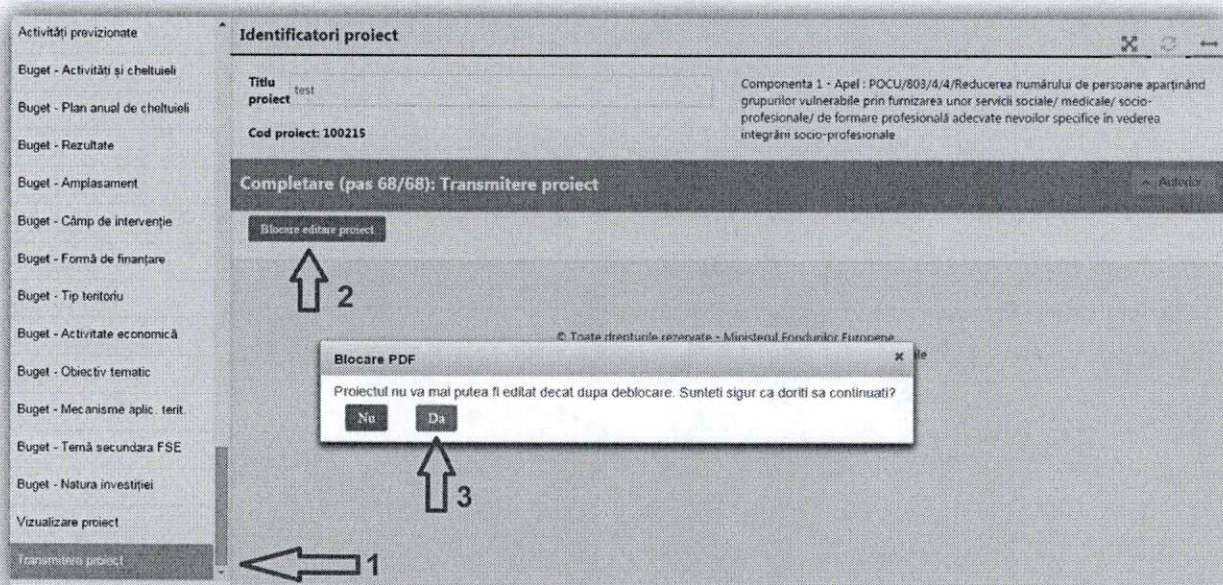 Activități previzionate
Buget - Activități și cheltuieli
Buget - Plan anual de cheltuieli
Buget - Rezultate
Buget - Amplasament
Buget - Câmp de intervenție
Buget - Formă de finanțare
Buget - Tip teritoriu
Buget - Activitate economică
Buget - Obiectiv tematic
Buget - Mecanisme aplic. terit.
Buget - Temă secundara FSE
Buget - Natura investiției
Vizualizare proiect
Transmitere proiect
Identificatori proiect
Titlu
proiect test
Cod proiect: 100215
Componenta 1 - Apel : POCU/803/4/4/Reducerea numărului de persoane aparținând
grupurilor vulnerabile prin furnizarea unor servicii sociale/ medicale/ socio-
profesionale/ de formare profesională adecvate nevoilor specifice în vederea
integrării socio-profesionale
Completare (pas 68/68): Transmitere proiect
Anterior
Blocare editare proiect
2
© Toate drepturile rezervate - Ministerul Fondurilor Europene
Blocare PDF
Proiectul nu va mai putea fi editat decat dupa deblocare. Sunteti sigur ca doriti sa continuati?
Nu Da
3
1